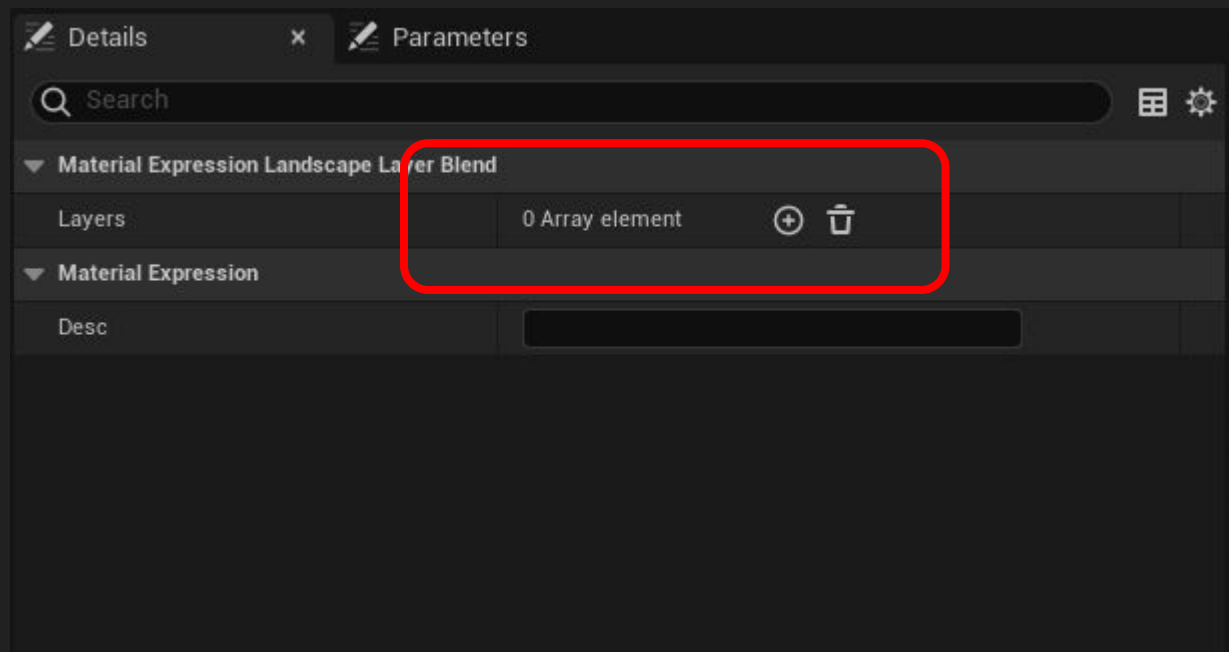 Details
Parameters
Search
Material Expression Landscape Layer Blend
Layers 0 Array element
Material Expression
Desc